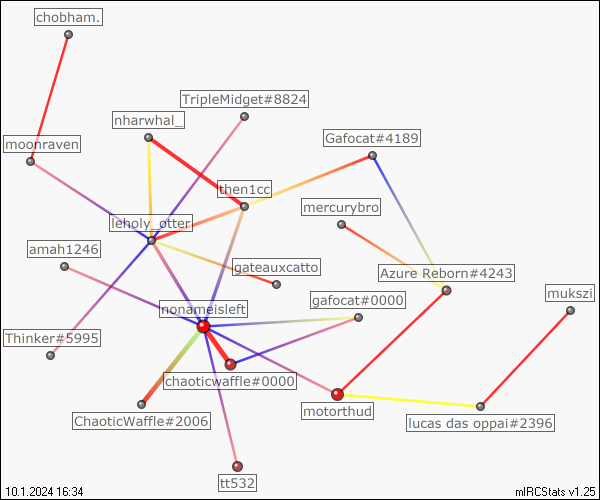 chobham.
TripleMidget#8824
nharwhal_
Gafocat#4189
moonraven
then1cc
mercurybro
leholy_otter
amah1246
gateauxcatto
Azure Reborn#4243
mukszi
gafocat#0000
nonameisleft
Thinker#5995
chaoticwaffle#0000
motorthud
ChaoticWaffle#2006
lucas das oppai#2396
tt532
10.1.2024 16:34
mIRCStats v1.25